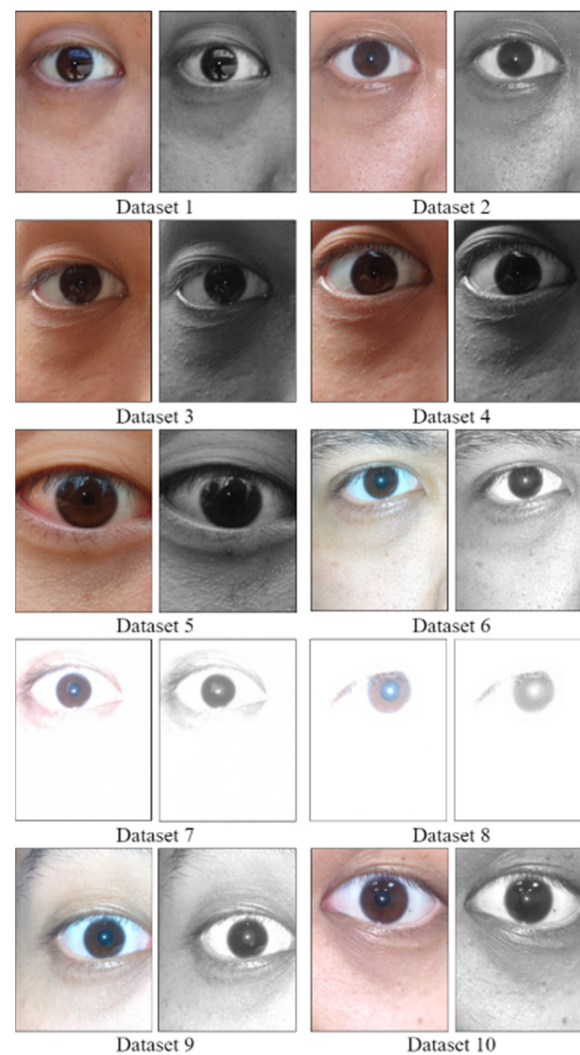 Dataset 1
Dataset 2
Dataset 3
Dataset 4
Dataset 5
Dataset 6
Dataset 7
Dataset 8
Dataset 9
Dataset 10